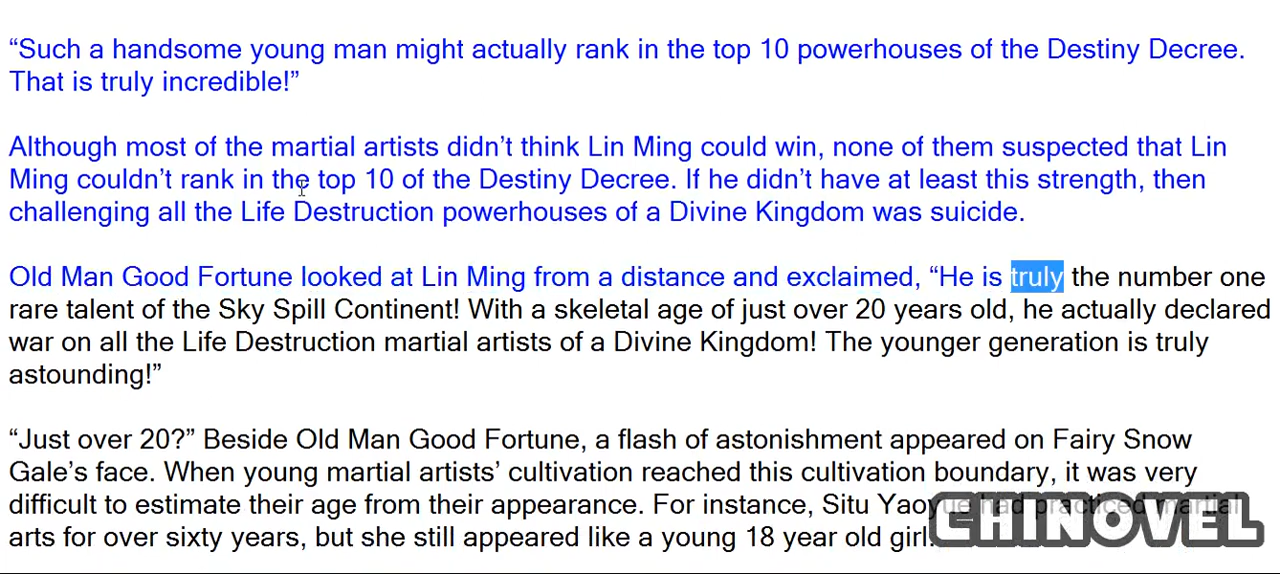 “Such a handsome young man might actually rank in the top 10 powerhouses of the Destiny Decree.
That is truly incredible!”
Although most of the martial artists didn’t think Lin Ming could win, none of them suspected that Lin
Ming couldn’t rank in the top 10 of the Destiny Decree. If he didn’t have at least this strength, then
challenging all the Life Destruction powerhouses of a Divine Kingdom was suicide.
Old Man Good Fortune looked at Lin Ming from a distance and exclaimed, “He is truly the number one
rare talent of the Sky Spill Continent! With a skeletal age of just over 20 years old, he actually declared
war on all the Life Destruction martial artists of a Divine Kingdom! The younger generation is truly
astounding!”
“Just over 20?” Beside Old Man Good Fortune, a flash of astonishment appeared on Fairy Snow
Gale’s face. When young martial artists’ cultivation reached this cultivation boundary, it was very
difficult to estimate their age from their appearance. For instance, Situ Yaoyue had practiced martial
arts for over sixty years, but she still appeared like a young 18 year old girl.
CHINOVEL